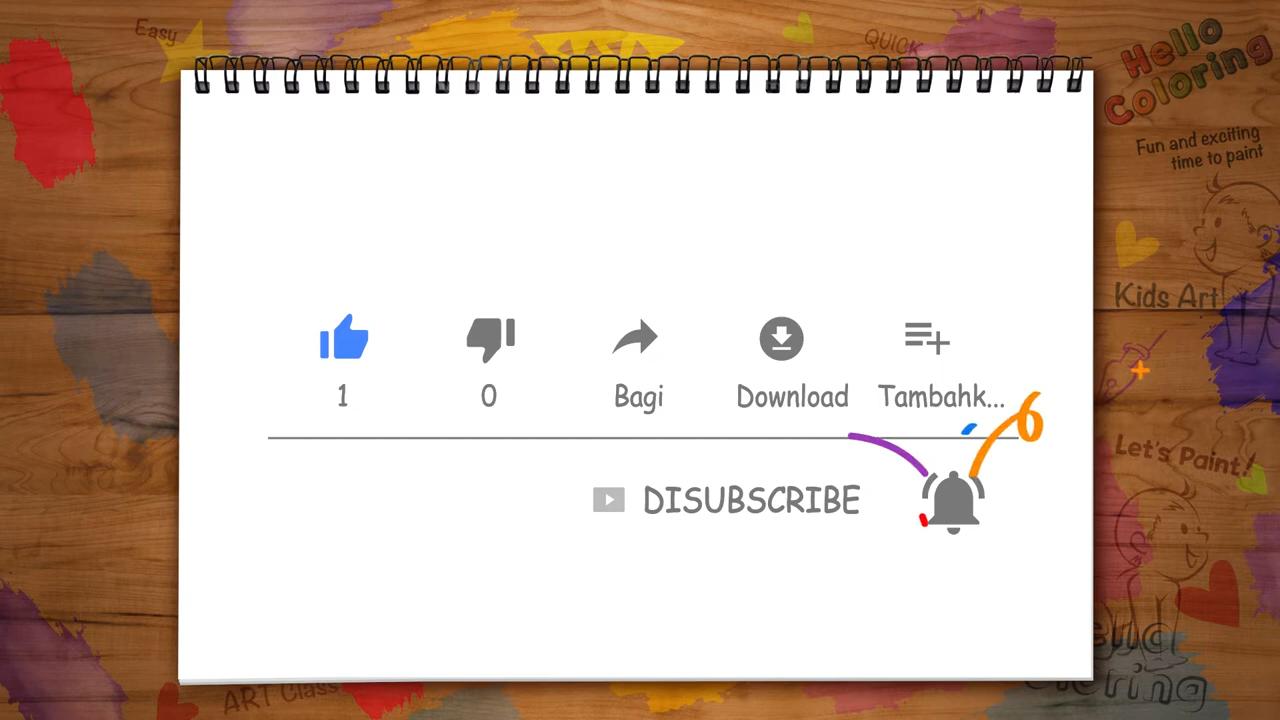 Easy
QUICK
Hello
Coloring
Fun and exciting
time to paint
Kids Art
1
0
Bagi
Download
Tambahk...
Let's Paint!
DISUBSCRIBE
ART Class